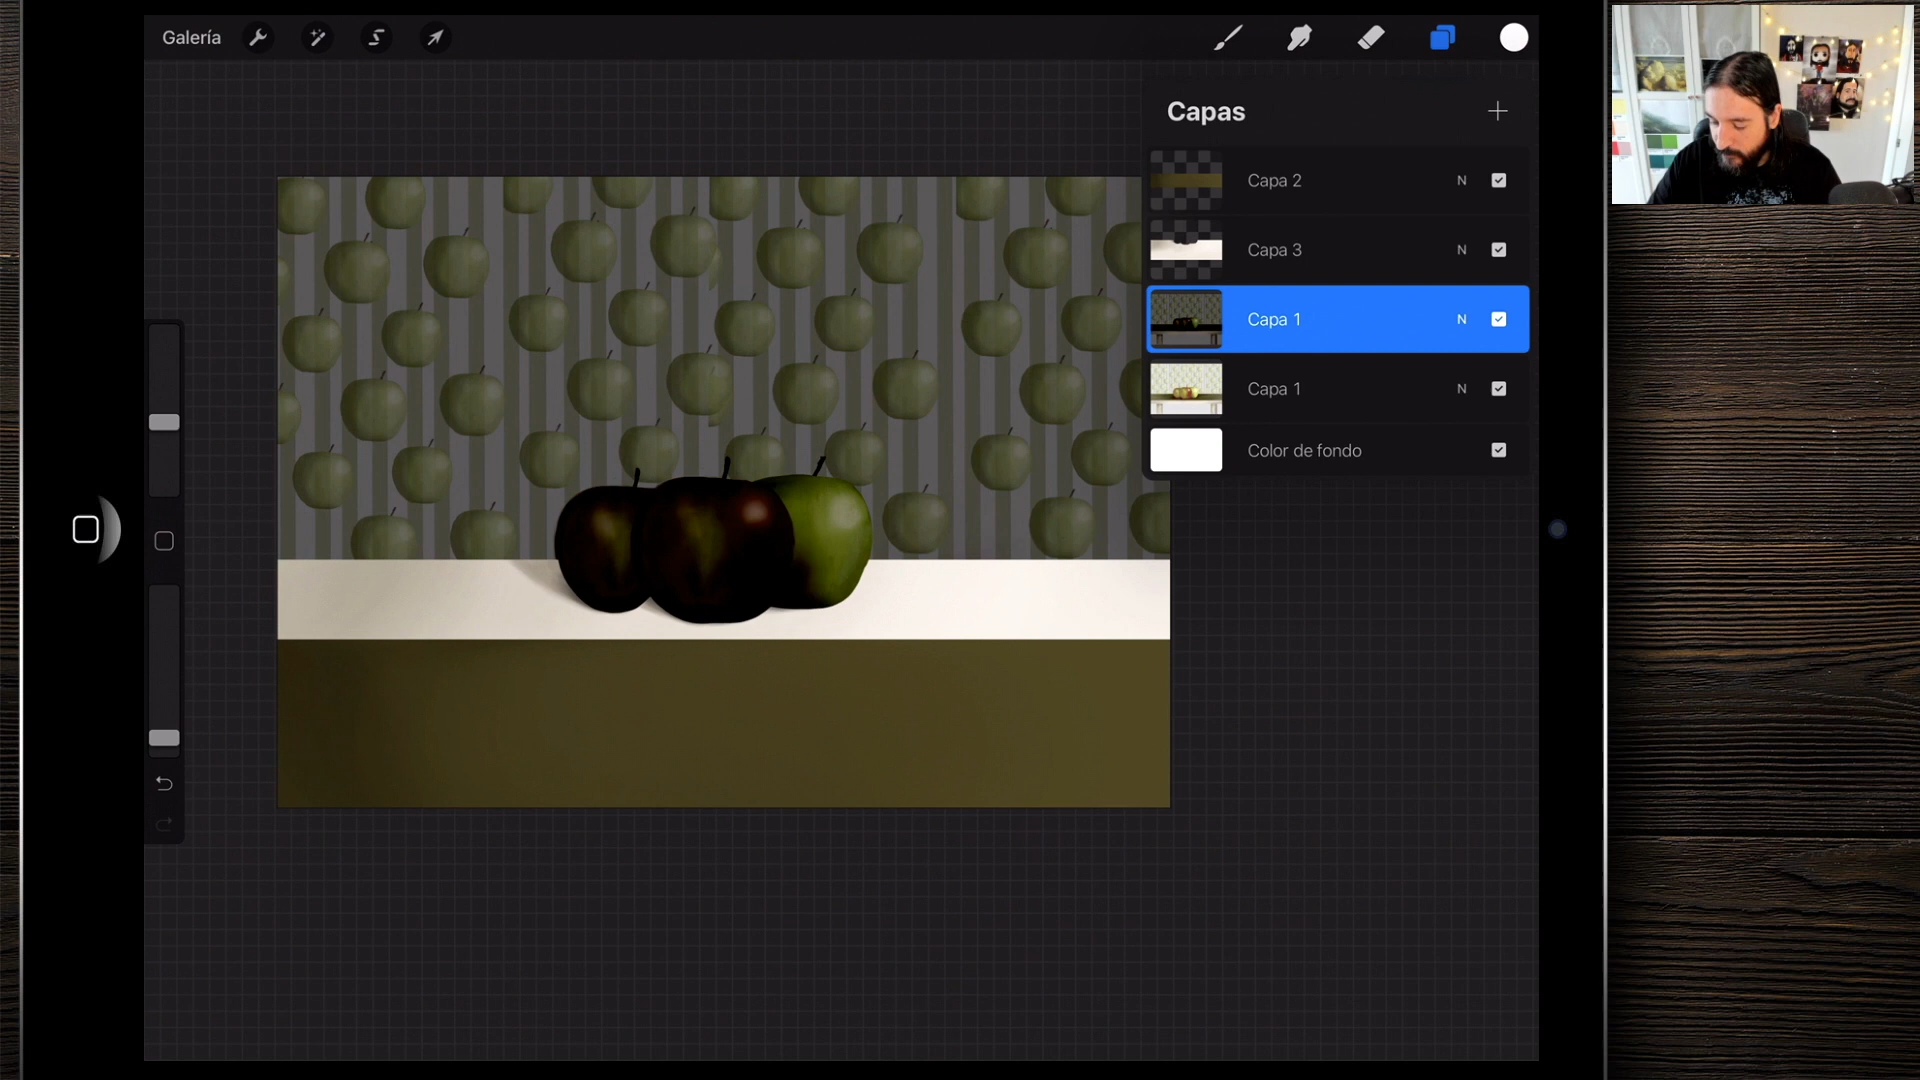 Galería
Capas
Capa 2 N
Capa 3 N
Capa 1 N
Capa 1 N
Color de fondo